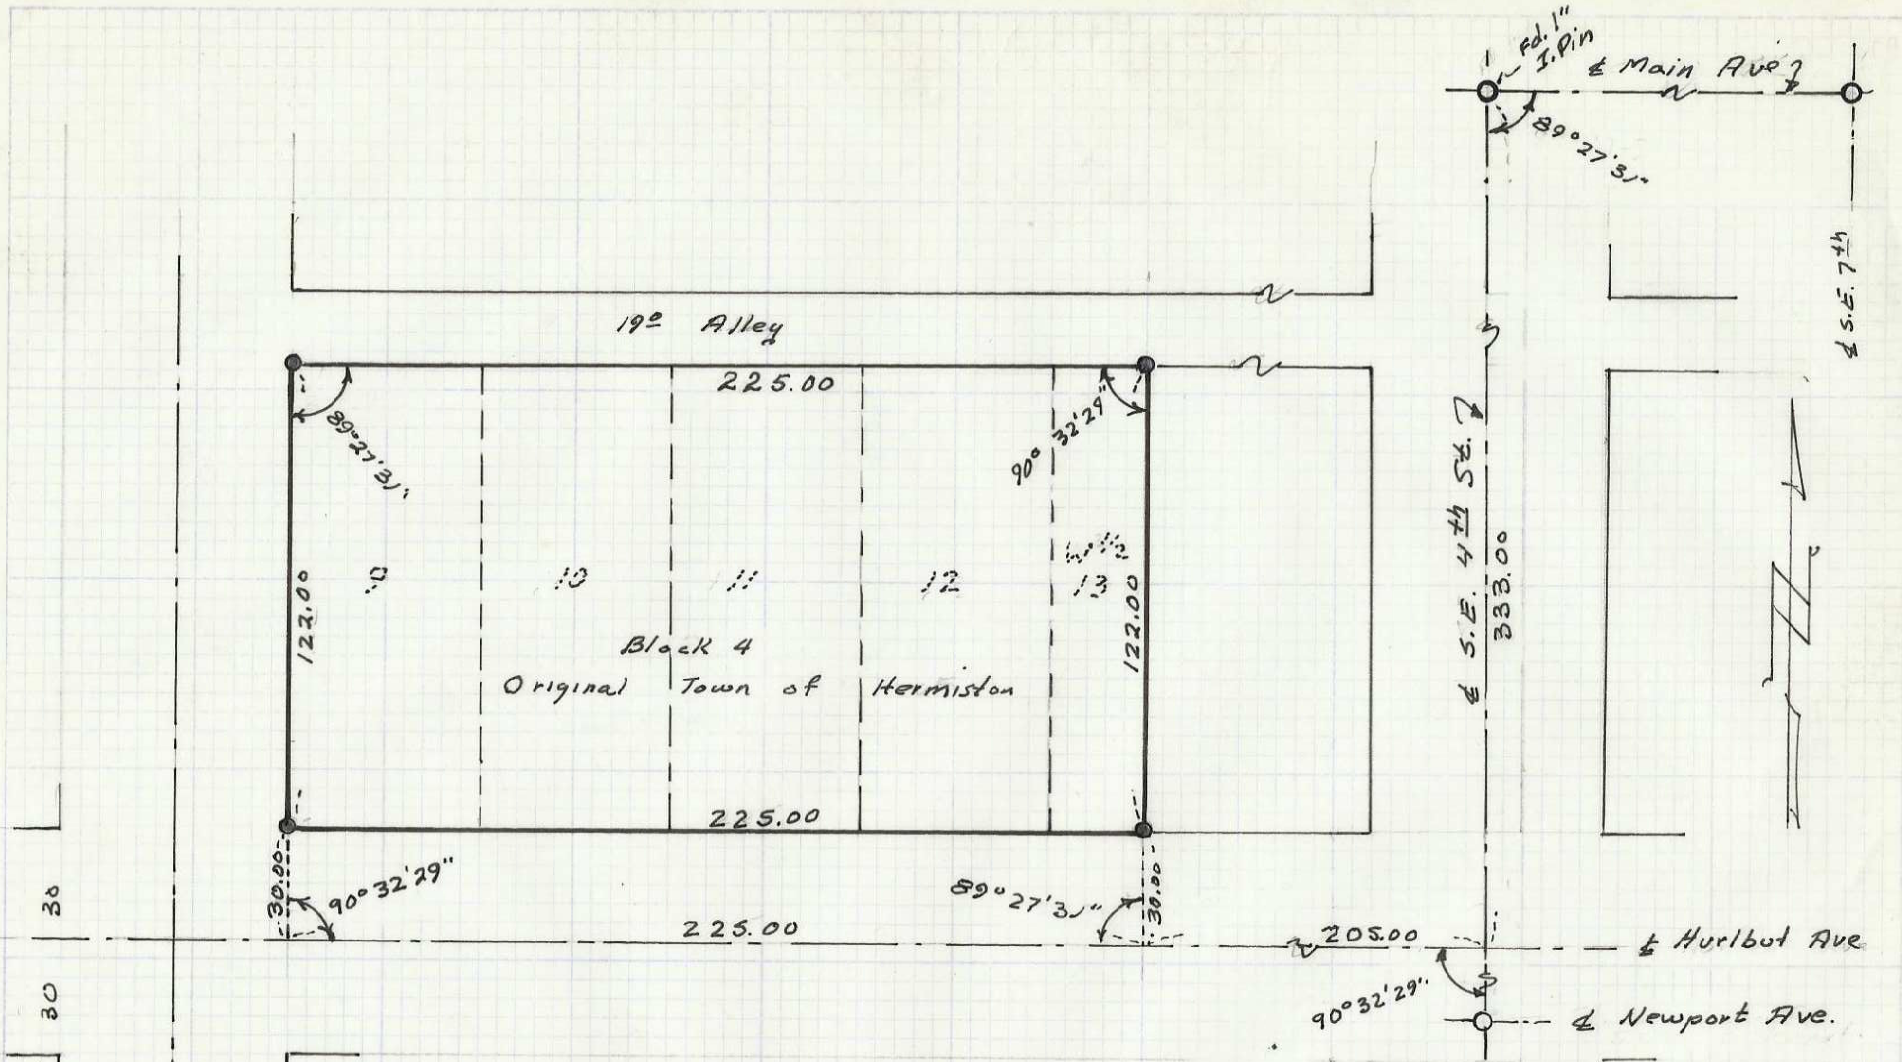 Fd. 1"
I. Pin
℄ Main Ave
89°27'31"
℄ S.E. 7th
19° Alley
225.00
89°27'31"
90° 32'29"
122.00
9
10
11
12
W ½
13
122.00
Block 4
Original Town of Hermiston
℄ S.E. 4th St.
333.00
225.00
30.00
90°32'29"
89°27'31"
30.00
225.00
205.00
℄ Hurlbut Ave
90°32'29"
℄ Newport Ave.
30
30
N